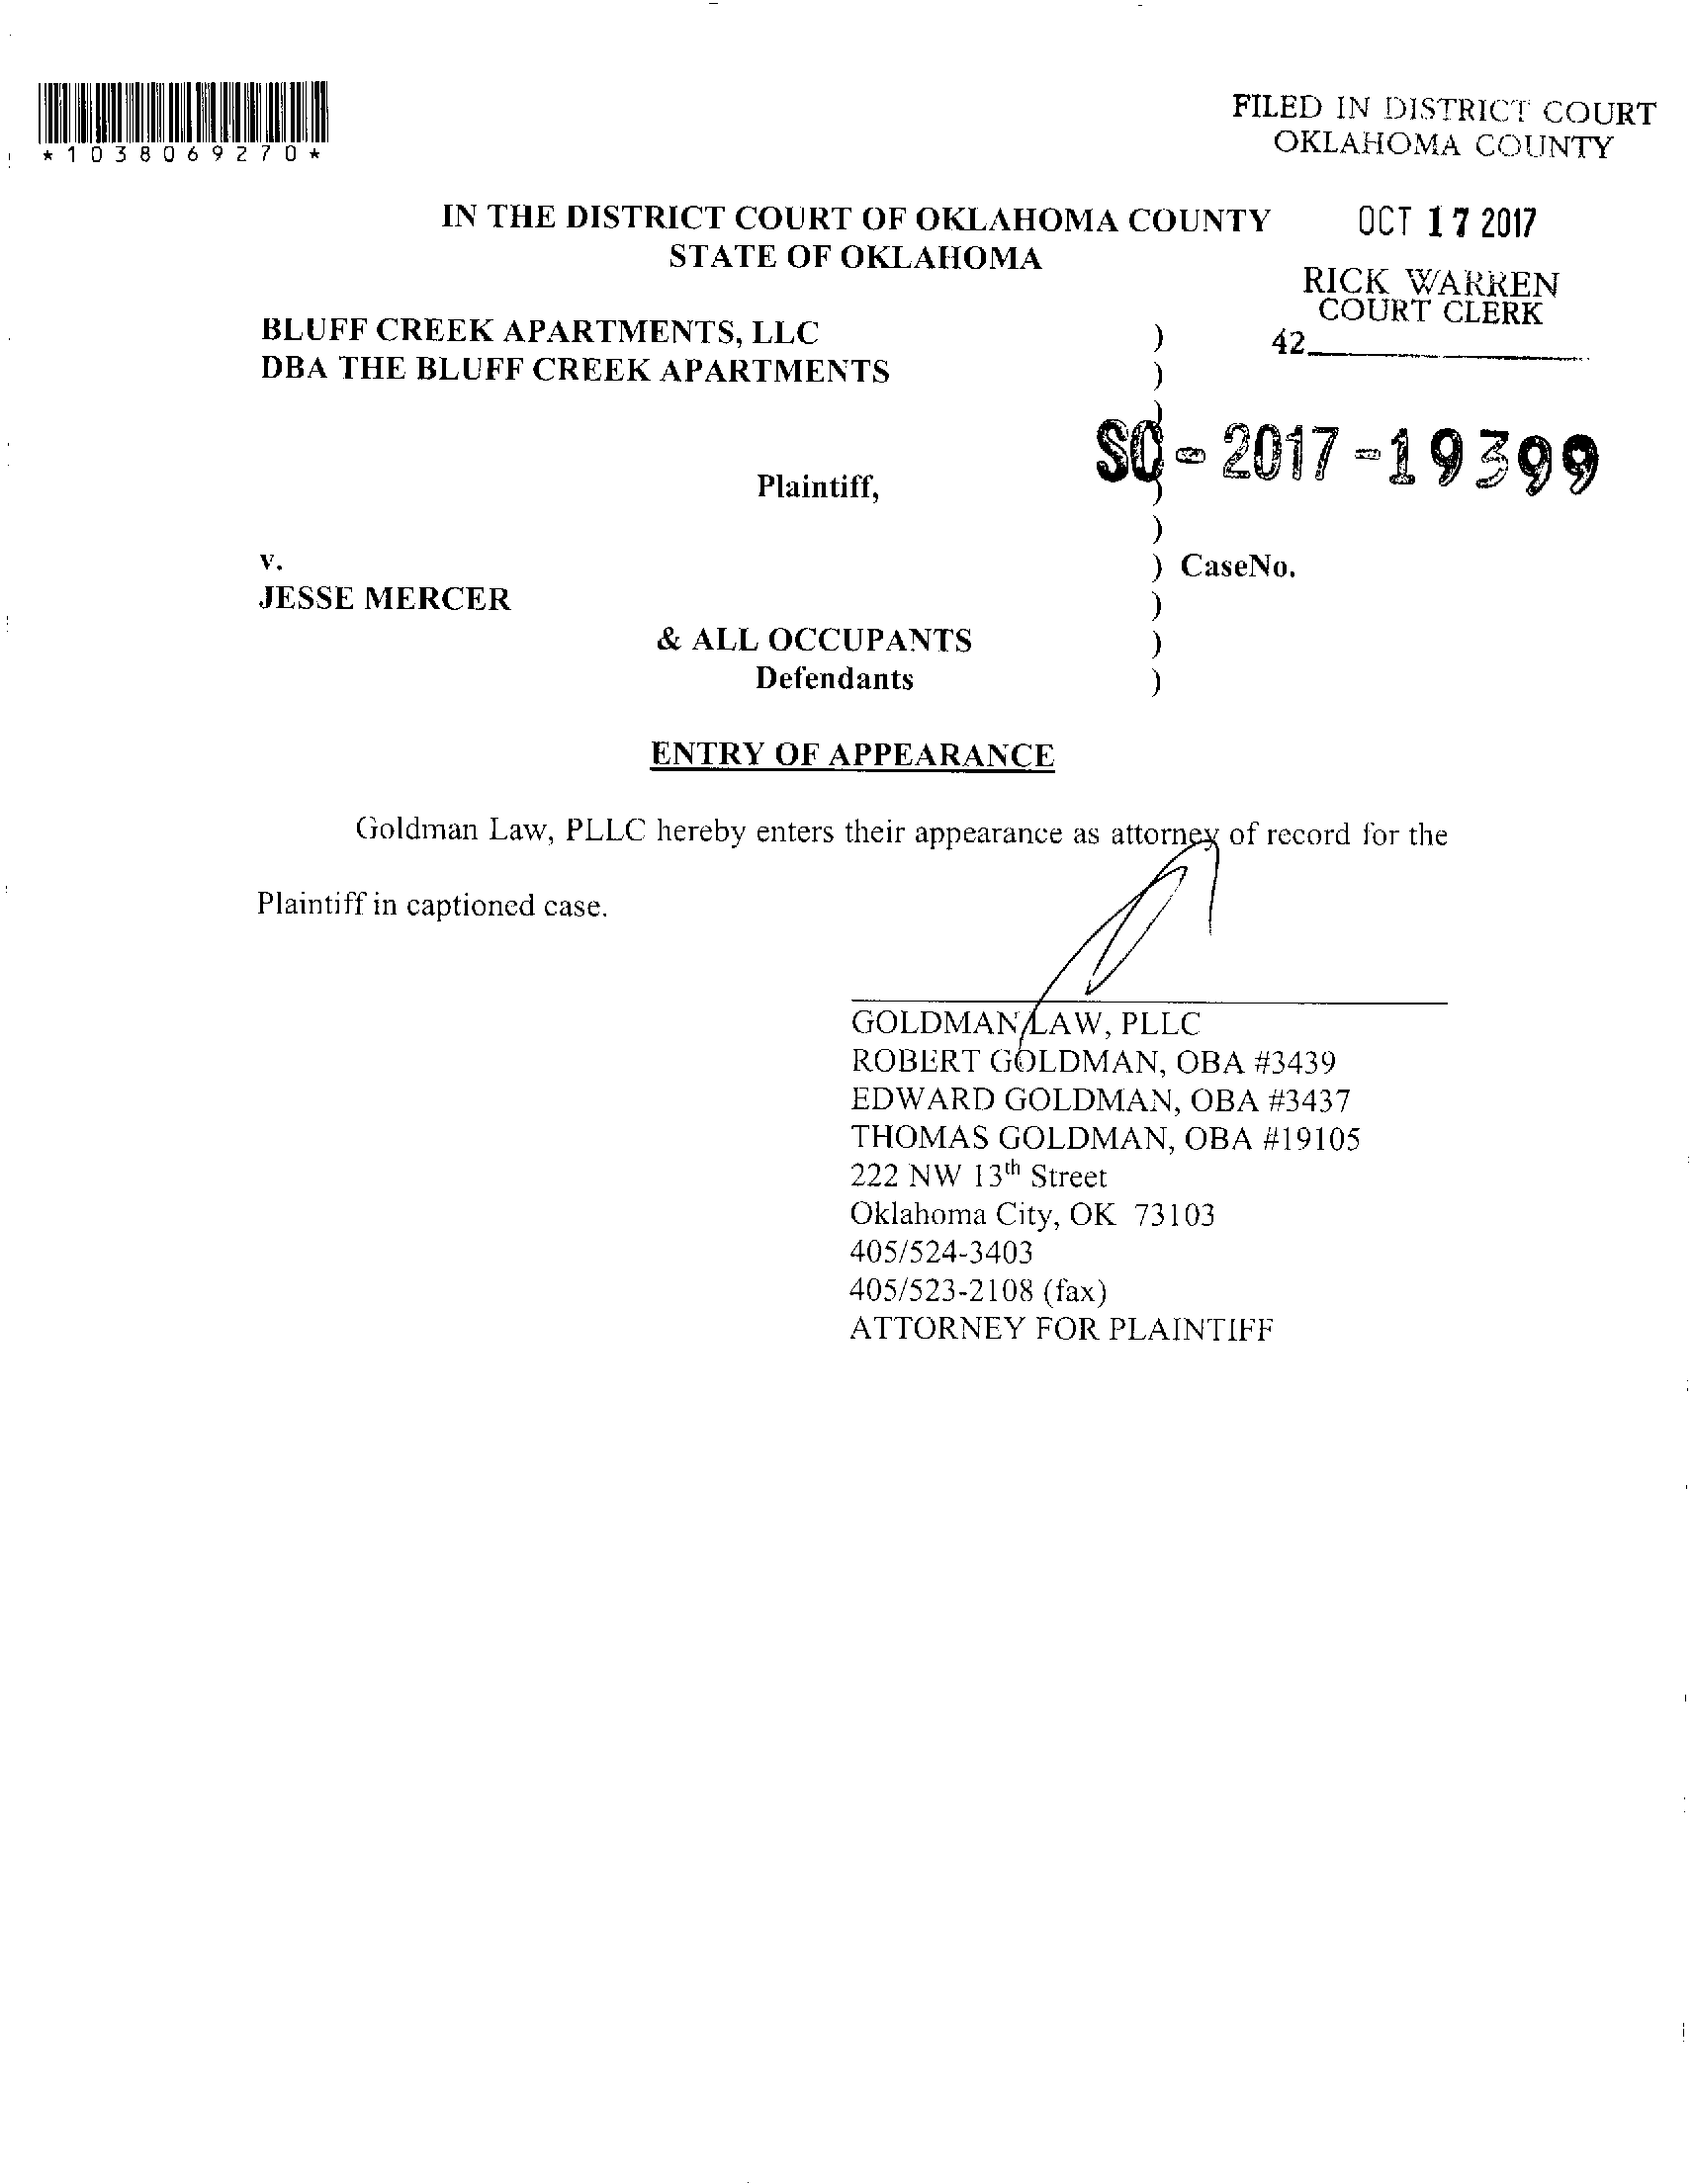 *1038069270*
FILED IN DISTRICT COURT
OKLAHOMA COUNTY
IN THE DISTRICT COURT OF OKLAHOMA COUNTY
STATE OF OKLAHOMA
OCT 17 2017
RICK WARREN
COURT CLERK
42
BLUFF CREEK APARTMENTS, LLC )
DBA THE BLUFF CREEK APARTMENTS )
)
SC-2017-19399
Plaintiff, )
)
v. ) CaseNo.
JESSE MERCER )
& ALL OCCUPANTS )
Defendants )
ENTRY OF APPEARANCE
Goldman Law, PLLC hereby enters their appearance as attorney of record for the
Plaintiff in captioned case.
GOLDMAN LAW, PLLC
ROBERT GOLDMAN, OBA #3439
EDWARD GOLDMAN, OBA #3437
THOMAS GOLDMAN, OBA #19105
222 NW 13th Street
Oklahoma City, OK 73103
405/524-3403
405/523-2108 (fax)
ATTORNEY FOR PLAINTIFF